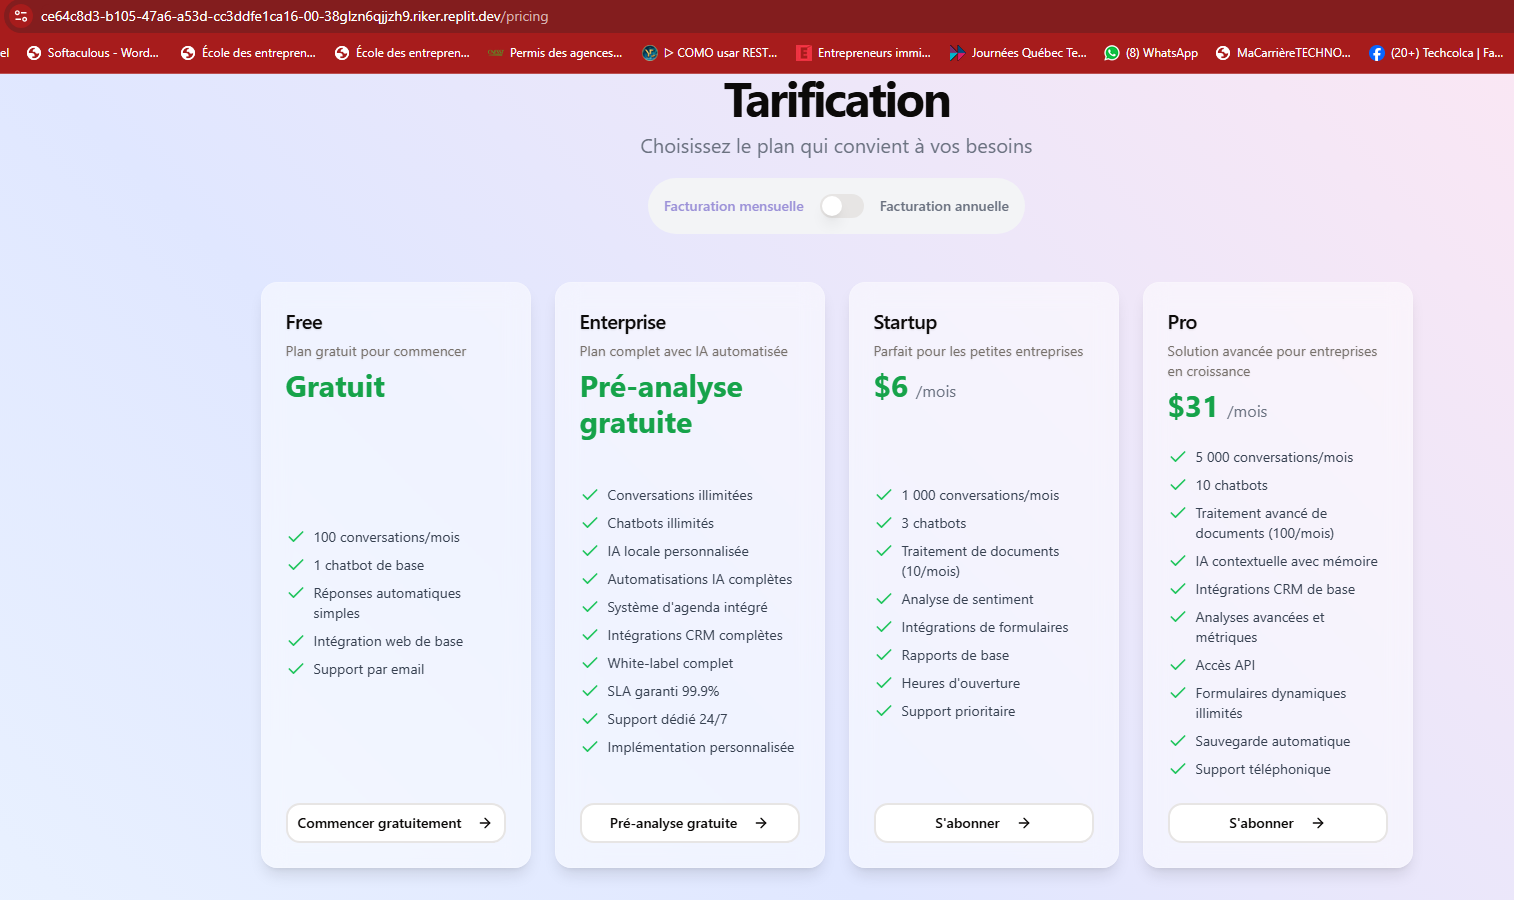 ce64c8d3-b105-47a6-a53d-cc3ddfe1ca16-00-38glzn6qjjzh9.riker.replit.dev/pricing
el Softaculous - Word... École des entrepren... École des entrepren... Permis des agences... ▷ COMO usar REST... Entrepreneurs immi... Journées Québec Te... (8) WhatsApp MaCarrièreTECHNO... (20+) Techcolca | Fa...
Tarification
Choisissez le plan qui convient à vos besoins
Facturation mensuelle Facturation annuelle
Free
Plan gratuit pour commencer
Gratuit
100 conversations/mois
1 chatbot de base
Réponses automatiques
simples
Intégration web de base
Support par email
Commencer gratuitement →
Enterprise
Plan complet avec IA automatisée
Pré-analyse
gratuite
Conversations illimitées
Chatbots illimités
IA locale personnalisée
Automatisations IA complètes
Système d'agenda intégré
Intégrations CRM complètes
White-label complet
SLA garanti 99.9%
Support dédié 24/7
Implémentation personnalisée
Pré-analyse gratuite →
Startup
Parfait pour les petites entreprises
$6 /mois
1 000 conversations/mois
3 chatbots
Traitement de documents
(10/mois)
Analyse de sentiment
Intégrations de formulaires
Rapports de base
Heures d'ouverture
Support prioritaire
S'abonner →
Pro
Solution avancée pour entreprises
en croissance
$31 /mois
5 000 conversations/mois
10 chatbots
Traitement avancé de
documents (100/mois)
IA contextuelle avec mémoire
Intégrations CRM de base
Analyses avancées et
métriques
Accès API
Formulaires dynamiques
illimités
Sauvegarde automatique
Support téléphonique
S'abonner →